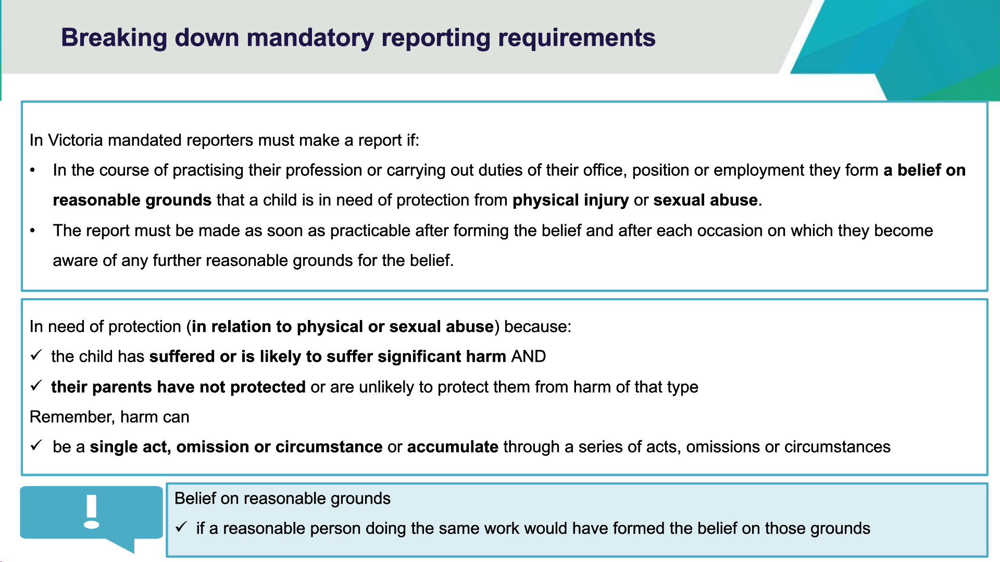 Breaking down mandatory reporting requirements
In Victoria mandated reporters must make a report if:
• In the course of practising their profession or carrying out duties of their office, position or employment they form a belief on
reasonable grounds that a child is in need of protection from physical injury or sexual abuse.
• The report must be made as soon as practicable after forming the belief and after each occasion on which they become
aware of any further reasonable grounds for the belief.
In need of protection (in relation to physical or sexual abuse) because:
✓ the child has suffered or is likely to suffer significant harm AND
✓ their parents have not protected or are unlikely to protect them from harm of that type
Remember, harm can
✓ be a single act, omission or circumstance or accumulate through a series of acts, omissions or circumstances
!
Belief on reasonable grounds
✓ if a reasonable person doing the same work would have formed the belief on those grounds